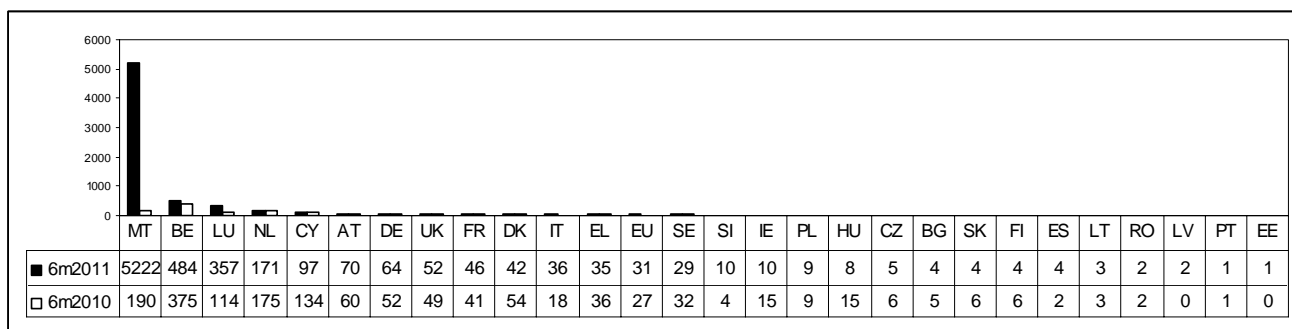 6000
5000
4000
3000
2000
1000
0
MT BE LU NL CY AT DE UK FR DK IT EL EU SE SI IE PL HU CZ BG SK FI ES LT RO LV PT EE
6m2011 5222 484 357 171 97 70 64 52 46 42 36 35 31 29 10 10 9 8 5 4 4 4 4 3 2 2 1 1
6m2010 190 375 114 175 134 60 52 49 41 54 18 36 27 32 4 15 9 15 6 5 6 6 2 3 2 0 1 0